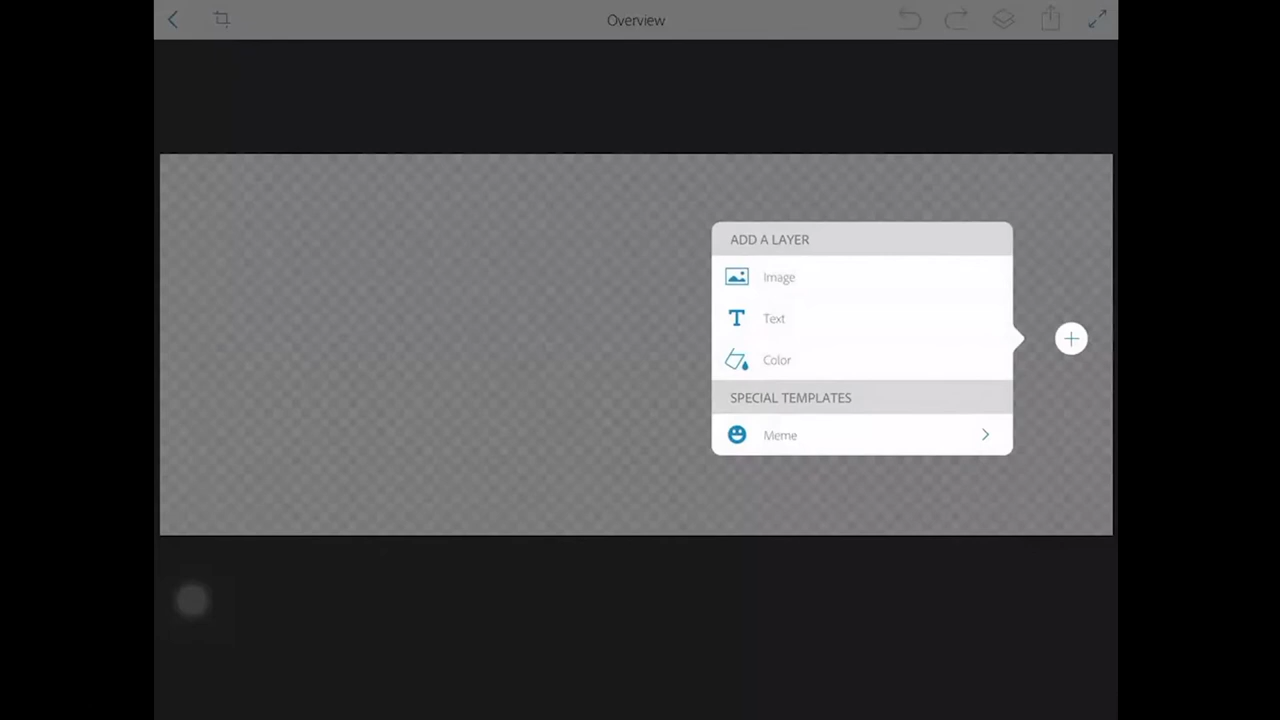 Overview
ADD A LAYER
Image
Text
Color
SPECIAL TEMPLATES
Meme